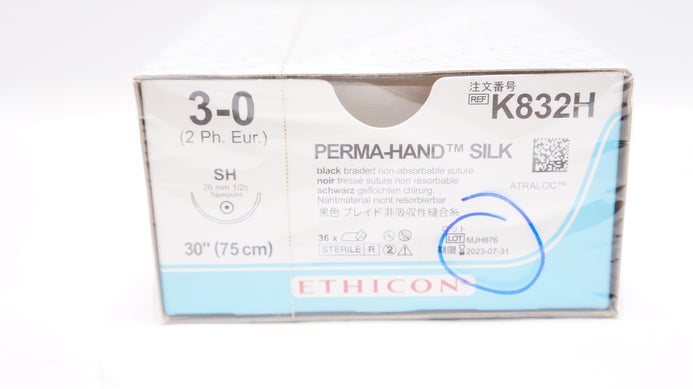 3-0
(2 Ph. Eur.)
SH
26 mm 1/2c
Taperpoint
30" (75 cm)
注文番号
REF K832H
PERMA-HAND™ SILK
black braided non-absorbable suture
noir tressé suture non-resorbable
schwarz geflochten chirurg.
Nahtmaterial nicht resorbierbar
黒色 ブレイド 非吸収性縫合糸
ATRALOC™
36 x
STERILE R 2
LOT MJH876
期限 2023-07-31
ETHICON